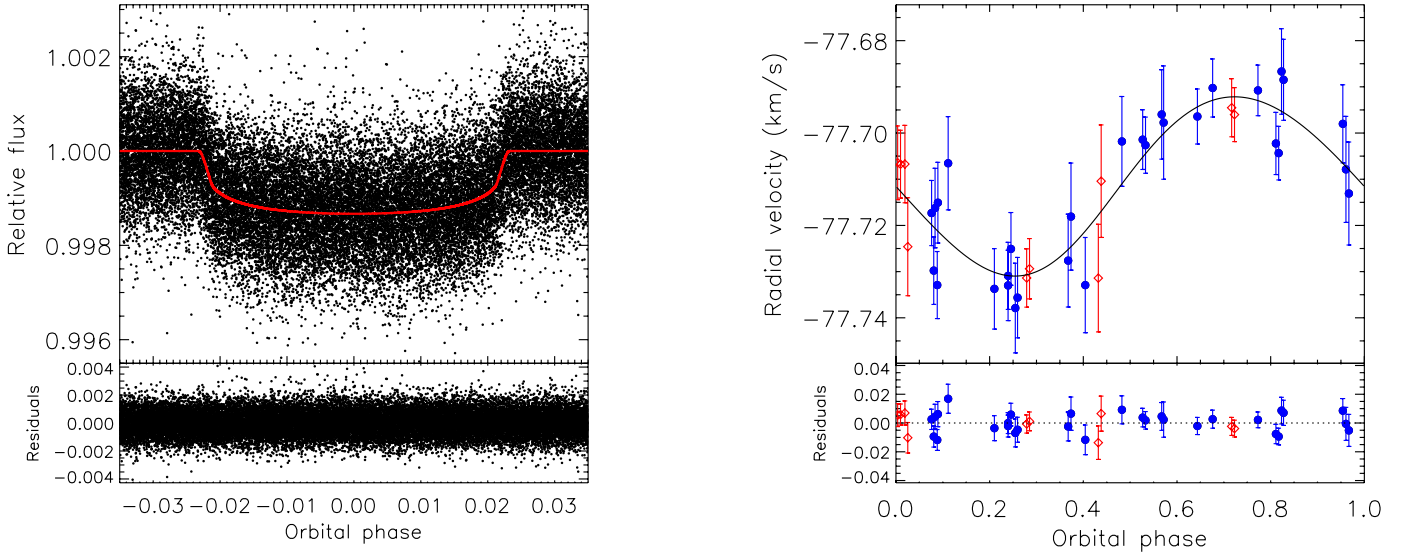 Relative flux
1.002
1.000
0.998
0.996
Residuals
0.004
0.002
0.000
−0.002
−0.004
−0.03 −0.02 −0.01 0.00 0.01 0.02 0.03
Orbital phase
Radial velocity (km/s)
−77.68
−77.70
−77.72
−77.74
Residuals
0.04
0.02
0.00
−0.02
−0.04
0.0 0.2 0.4 0.6 0.8 1.0
Orbital phase